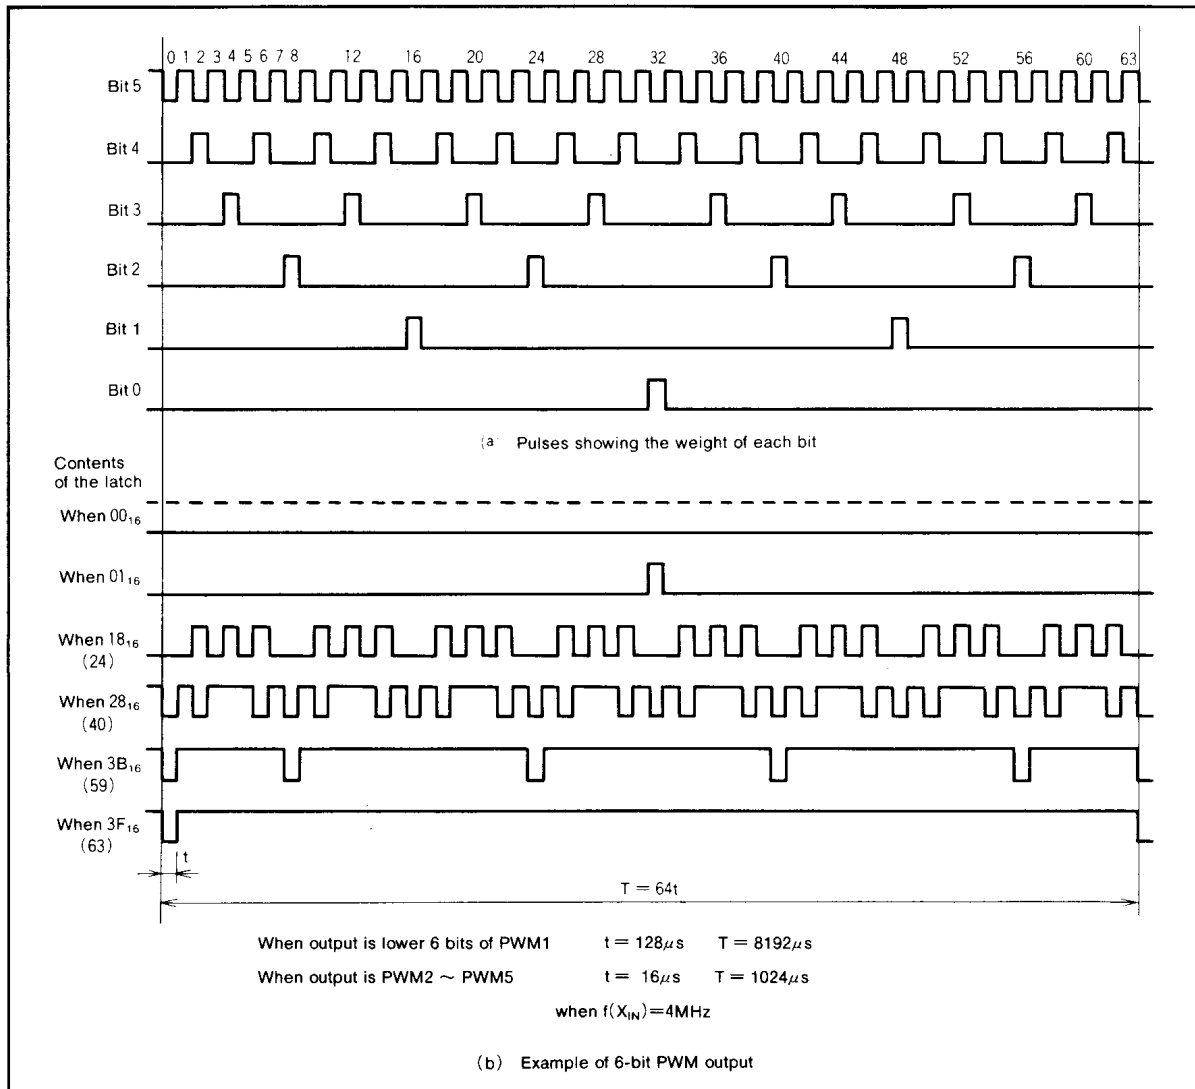 0 1 2 3 4 5 6 7 8 12 16 20 24 28 32 36 40 44 48 52 56 60 63
Bit 5
Bit 4
Bit 3
Bit 2
Bit 1
Bit 0
(a Pulses showing the weight of each bit
Contents
of the latch
When 00₁₆
When 01₁₆
When 18₁₆
(24)
When 28₁₆
(40)
When 3B₁₆
(59)
When 3F₁₆
(63)
t
T = 64t
When output is lower 6 bits of PWM1 t = 128μs T = 8192μs
When output is PWM2 ~ PWM5 t = 16μs T = 1024μs
when f(X_IN)=4MHz
(b) Example of 6-bit PWM output